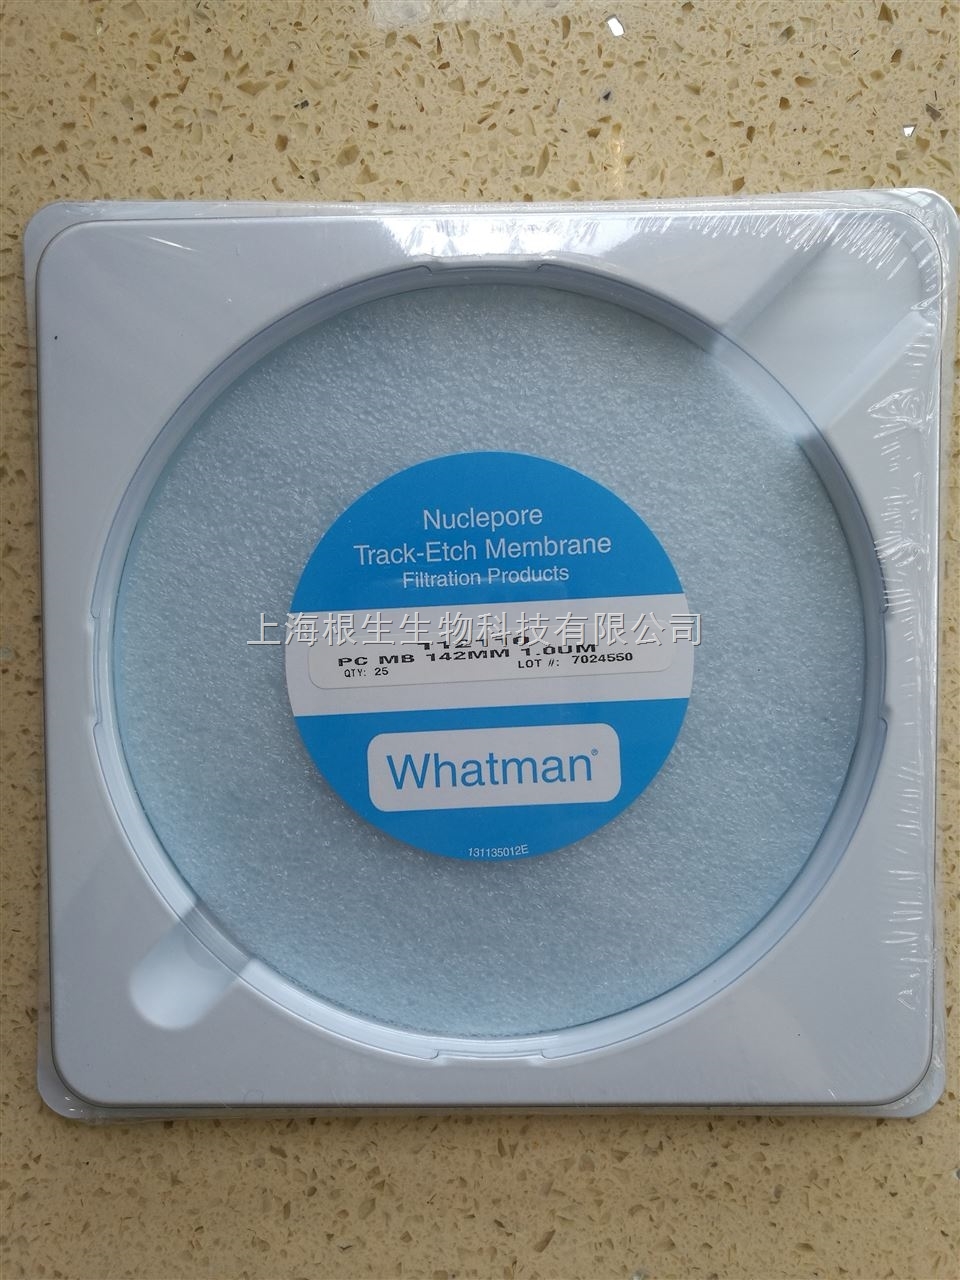 Nuclepore
Track-Etch Membrane
Filtration Products
上海根生生物科技有限公司
112110
PC MB 142MM 1.0UM
QTY: 25 LOT #: 7024550
Whatman®
131135012E